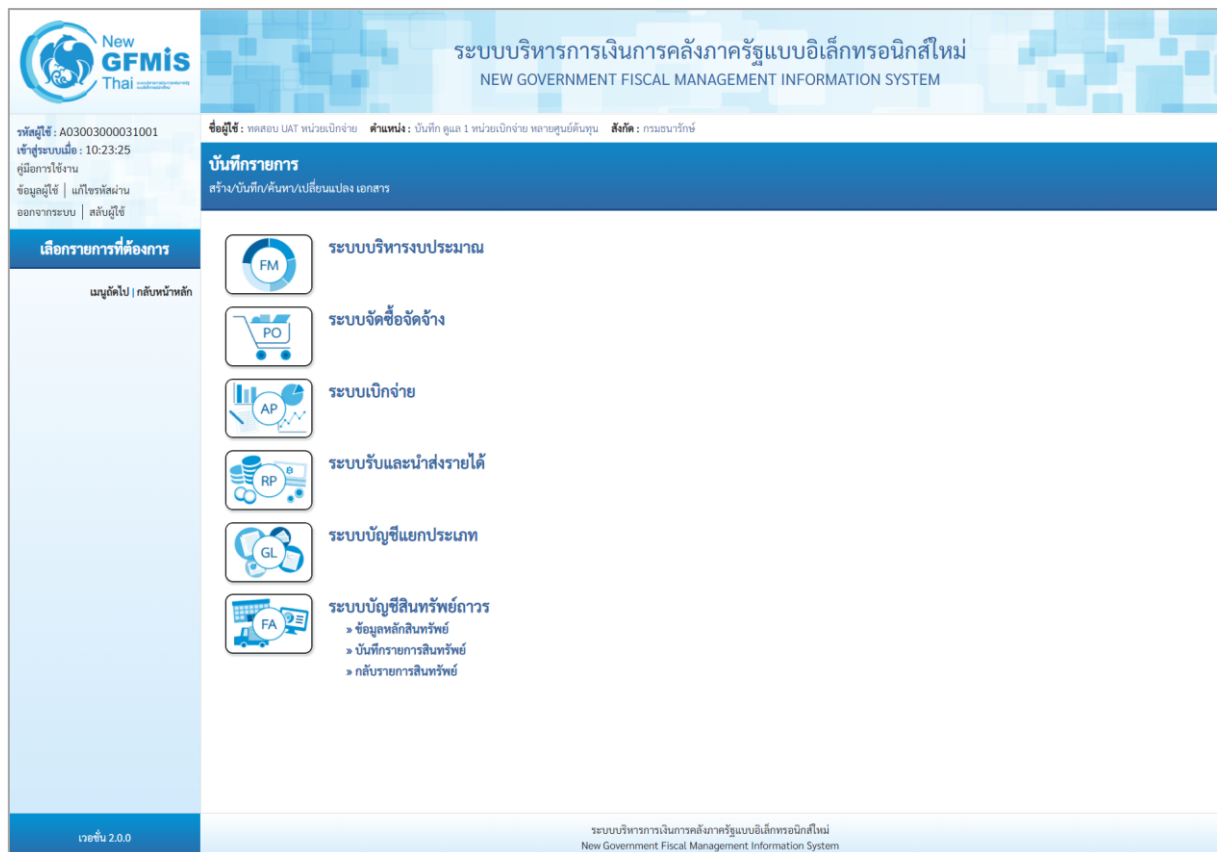 New
GFMiS
Thai
ระบบบริหารการเงินการคลังภาครัฐแบบอิเล็กทรอนิกส์ใหม่
NEW GOVERNMENT FISCAL MANAGEMENT INFORMATION SYSTEM
รหัสผู้ใช้ : A03003000031001
เข้าสู่ระบบเมื่อ : 10:23:25
คู่มือการใช้งาน
ข้อมูลผู้ใช้ | แก้ไขรหัสผ่าน
ออกจากระบบ | สลับผู้ใช้
ชื่อผู้ใช้ : ทดสอบ UAT หน่วยเบิกจ่าย ตำแหน่ง : บันทึก ดูแล 1 หน่วยเบิกจ่าย หลายศูนย์ต้นทุน สังกัด : กรมธนารักษ์
บันทึกรายการ
สร้าง/บันทึก/ค้นหา/เปลี่ยนแปลง เอกสาร
เลือกรายการที่ต้องการ
เมนูถัดไป | กลับหน้าหลัก
FM
ระบบบริหารงบประมาณ
PO
ระบบจัดซื้อจัดจ้าง
AP
ระบบเบิกจ่าย
RP
ระบบรับและนำส่งรายได้
GL
ระบบบัญชีแยกประเภท
FA
ระบบบัญชีสินทรัพย์ถาวร
» ข้อมูลหลักสินทรัพย์
» บันทึกรายการสินทรัพย์
» กลับรายการสินทรัพย์
เวอชั่น 2.0.0
ระบบบริหารการเงินการคลังภาครัฐแบบอิเล็กทรอนิกส์ใหม่
New Government Fiscal Management Information System